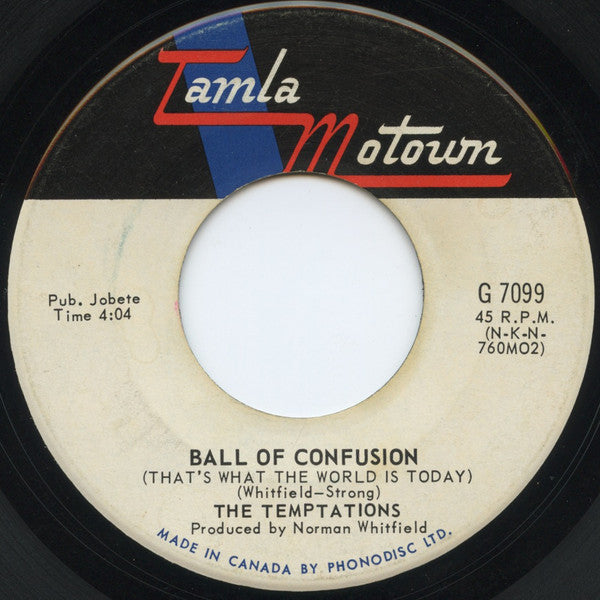 Tamla
Motown
Pub. Jobete
Time 4:04
G 7099
45 R.P.M.
(N-K-N-
760MO2)
BALL OF CONFUSION
(THAT'S WHAT THE WORLD IS TODAY)
(Whitfield-Strong)
THE TEMPTATIONS
Produced by Norman Whitfield
MADE IN CANADA BY PHONODISC LTD.